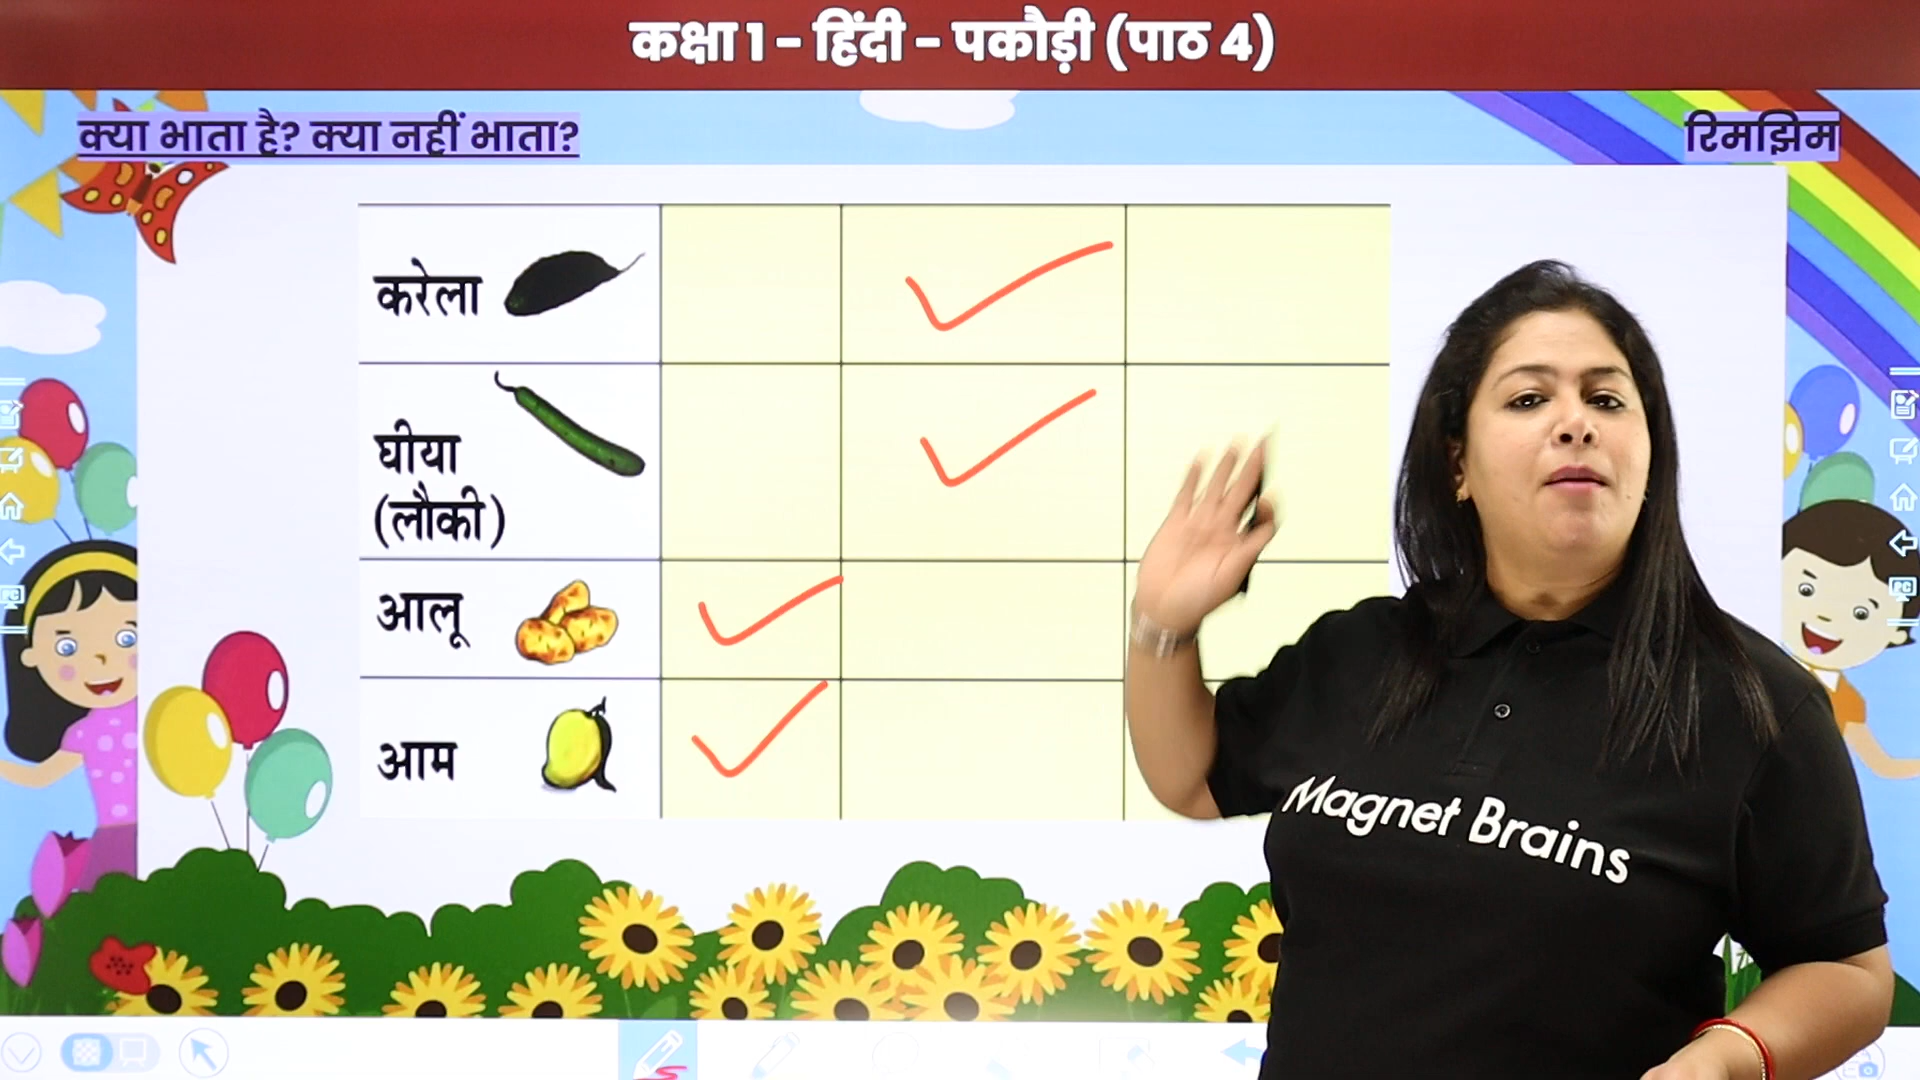 कक्षा 1 - हिंदी - पकौड़ी (पाठ 4)
क्या भाता है? क्या नहीं भाता?
रिमझिम
करेला
घीया
(लौकी)
आलू
आम
Magnet Brains